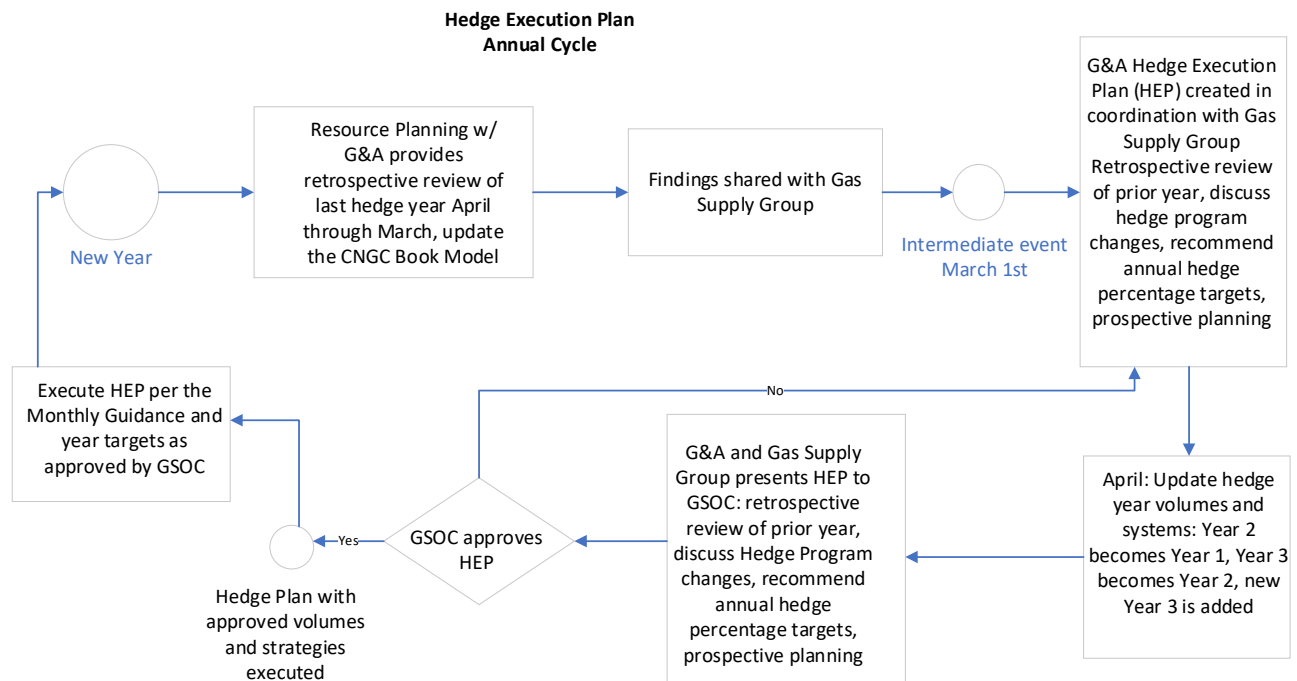 Hedge Execution Plan
Annual Cycle
New Year
Resource Planning w/
G&A provides
retrospective review of
last hedge year April
through March, update
the CNGC Book Model
Findings shared with Gas
Supply Group
Intermediate event
March 1st
G&A Hedge Execution
Plan (HEP) created in
coordination with Gas
Supply Group
Retrospective review
of prior year, discuss
hedge program
changes, recommend
annual hedge
percentage targets,
prospective planning
April: Update hedge
year volumes and
systems: Year 2
becomes Year 1, Year 3
becomes Year 2, new
Year 3 is added
G&A and Gas Supply
Group presents HEP to
GSOC: retrospective
review of prior year,
discuss Hedge Program
changes, recommend
annual hedge
percentage targets,
prospective planning
GSOC approves
HEP
No
Yes
Hedge Plan with
approved volumes
and strategies
executed
Execute HEP per the
Monthly Guidance and
year targets as
approved by GSOC